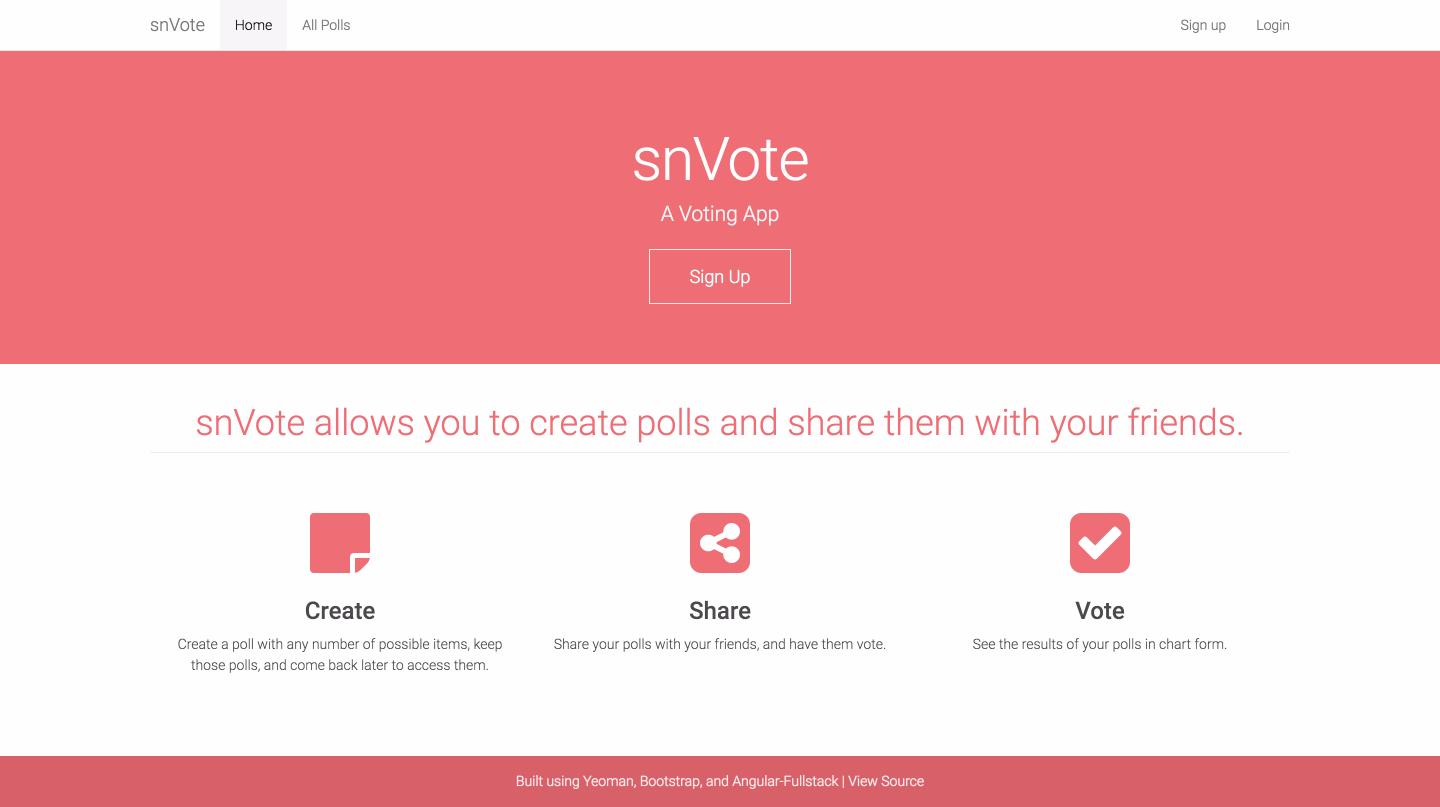 snVote Home All Polls Sign up Login
snVote
A Voting App
Sign Up
snVote allows you to create polls and share them with your friends.
Create
Create a poll with any number of possible items, keep
those polls, and come back later to access them.
Share
Share your polls with your friends, and have them vote.
Vote
See the results of your polls in chart form.
Built using Yeoman, Bootstrap, and Angular-Fullstack | View Source